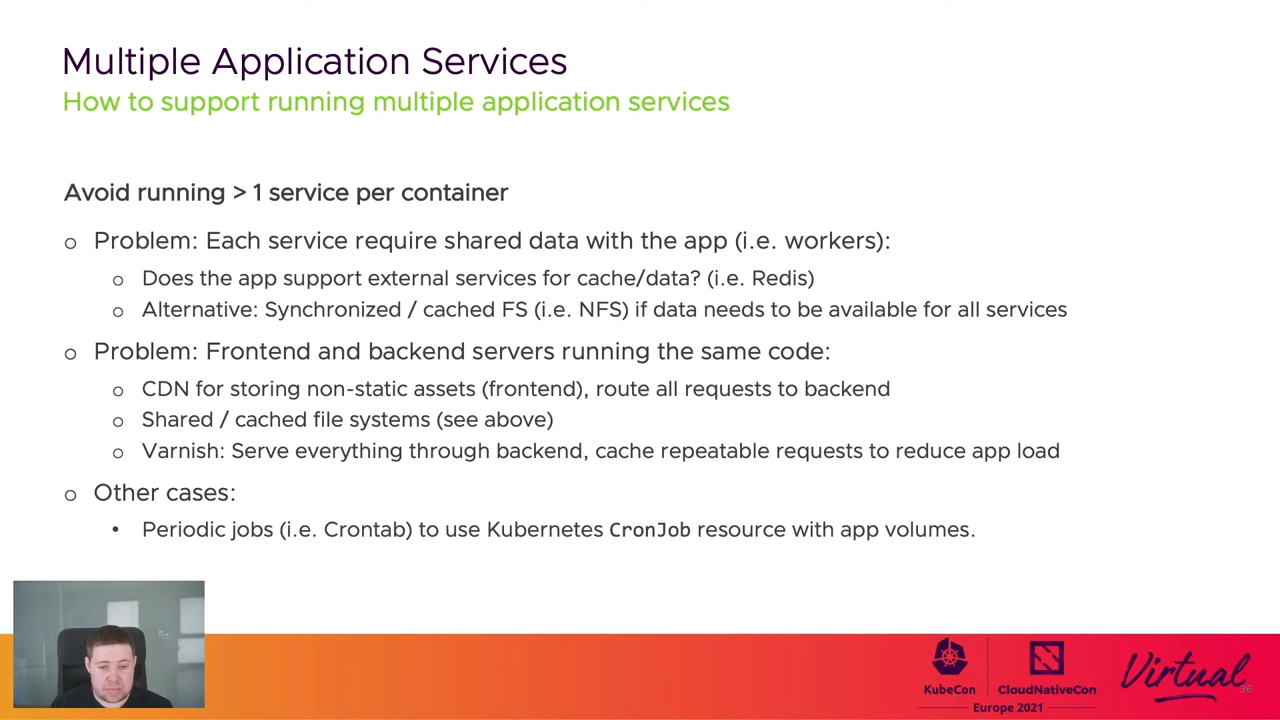 Multiple Application Services
How to support running multiple application services
Avoid running > 1 service per container
Problem: Each service require shared data with the app (i.e. workers):
Does the app support external services for cache/data? (i.e. Redis)
Alternative: Synchronized / cached FS (i.e. NFS) if data needs to be available for all services
Problem: Frontend and backend servers running the same code:
CDN for storing non-static assets (frontend), route all requests to backend
Shared / cached file systems (see above)
Varnish: Serve everything through backend, cache repeatable requests to reduce app load
Other cases:
Periodic jobs (i.e. Crontab) to use Kubernetes CronJob resource with app volumes.
KubeCon
CloudNativeCon
Europe 2021
Virtual
36